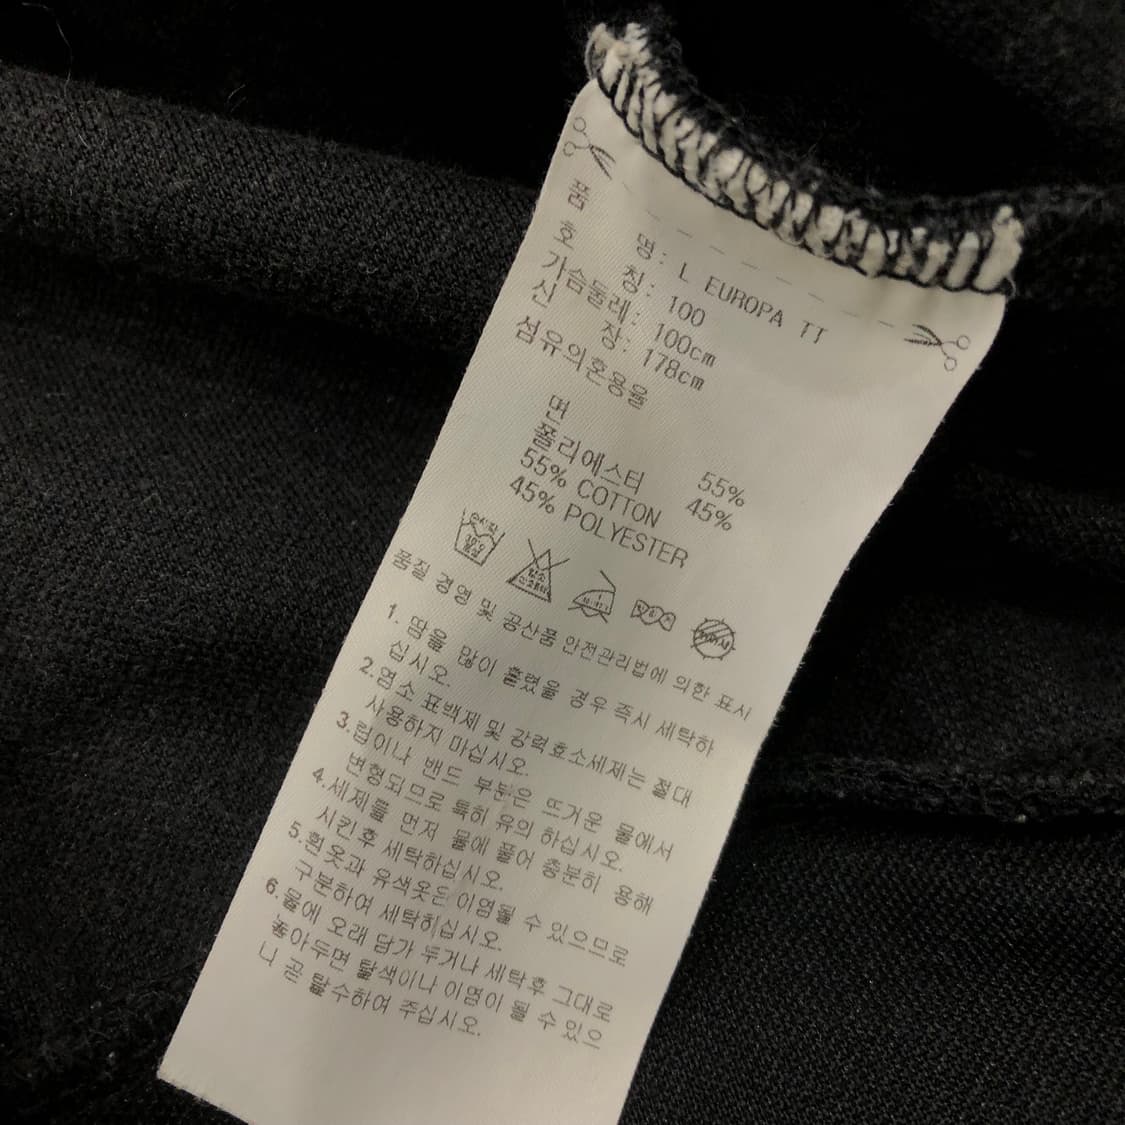 품 명: L EUROPA TT
호 칭: 100
가슴둘레: 100cm
신 장: 178cm
섬유의혼용율
면 55%
폴리에스터 45%
55% COTTON
45% POLYESTER
품질 경영 및 공산품 안전관리법에 의한 표시
1. 땀을 많이 흘렸을 경우 즉시 세탁하
십시오.
2.염소 표백제 및 강력효소세제는 절대
사용하지 마십시오.
3.럼이나 밴드 부분은 뜨거운 물에서
변형되므로 특히 유의 하십시오.
4.세제를 먼저 물에 풀어 충분히 용해
시킨후 세탁하십시오.
5.흰옷과 유색옷은 이염될 수 있으므로
구분하여 세탁히십시오.
6.물에 오래 담가 두거나 세탁후 그대로
놓아두면 탈색이나 이염이 될 수 있으
니 곧 탈수하여 주십시오.